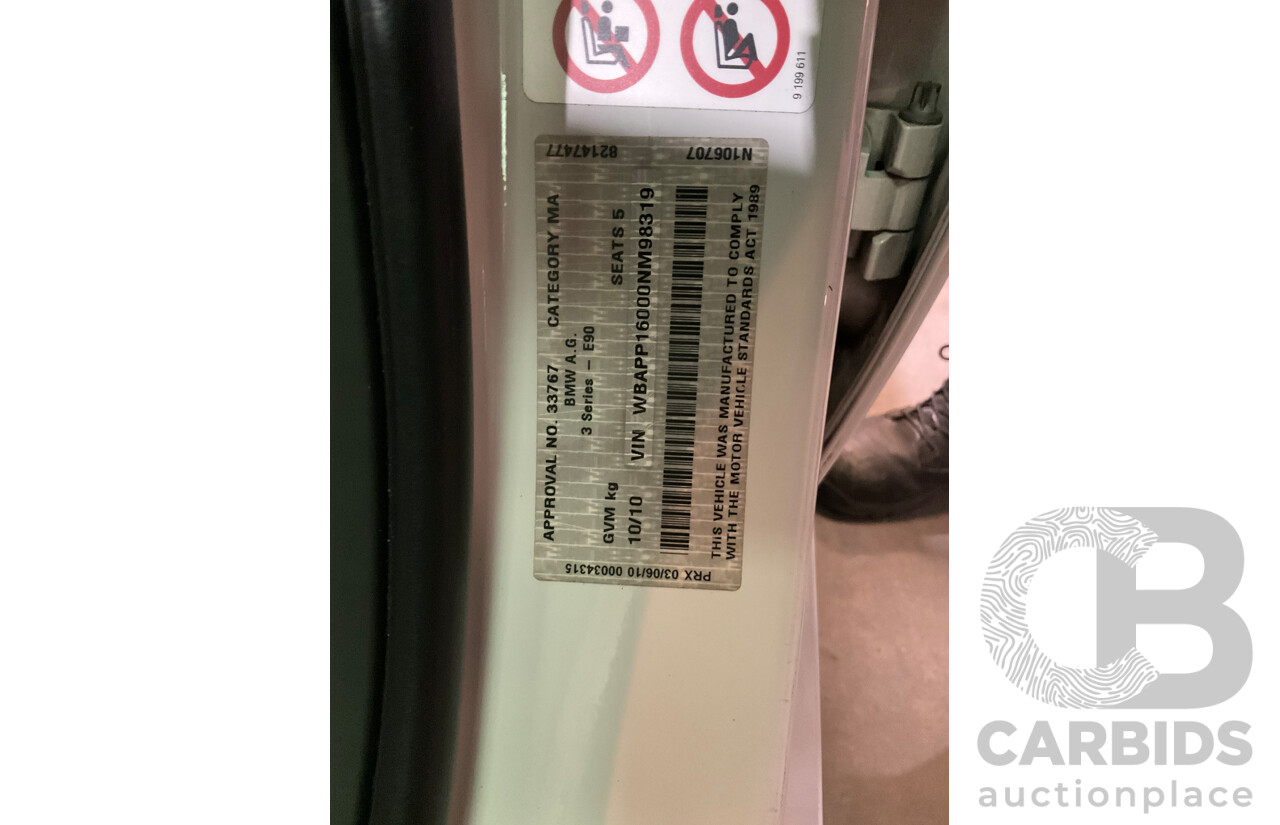 9 199 611
82147477
N106707
APPROVAL NO. 33767 CATEGORY MA
BMW A.G.
3 Series – E90
GVM kg SEATS 5
10/10 VIN WBAPP16000NM98319
THIS VEHICLE WAS MANUFACTURED TO COMPLY
WITH THE MOTOR VEHICLE STANDARDS ACT 1989
PRX 03/06/10 00034315
CB
CARBIDS
auctionplace